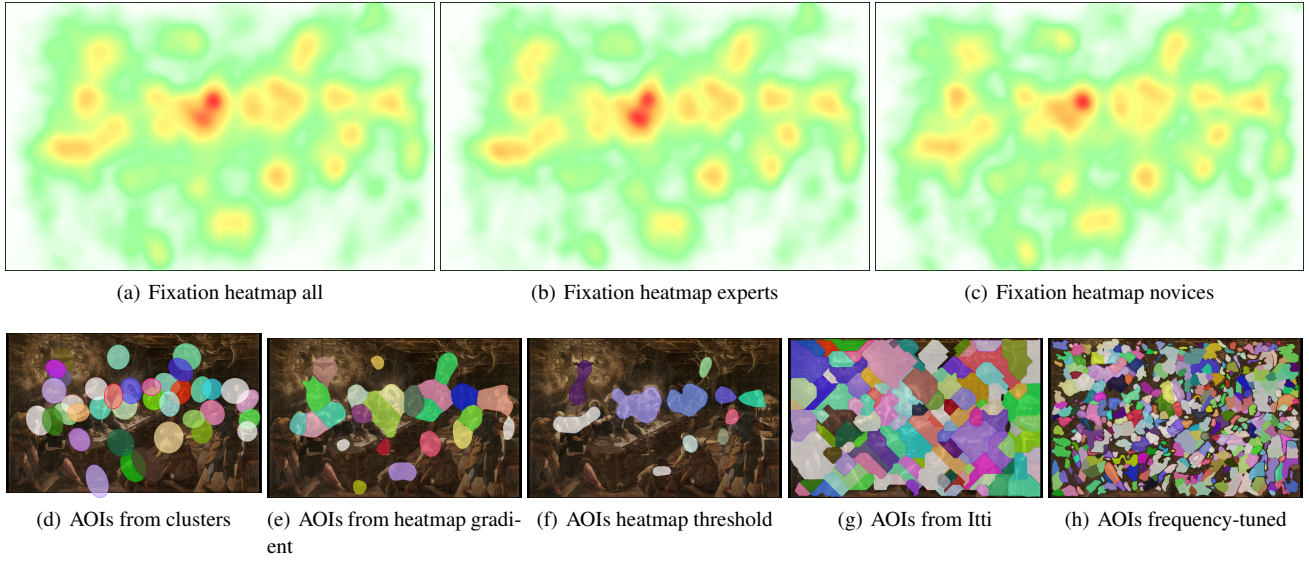 (a) Fixation heatmap all
(b) Fixation heatmap experts
(c) Fixation heatmap novices
(d) AOIs from clusters
(e) AOIs from heatmap gradi-
ent
(f) AOIs heatmap threshold
(g) AOIs from Itti
(h) AOIs frequency-tuned